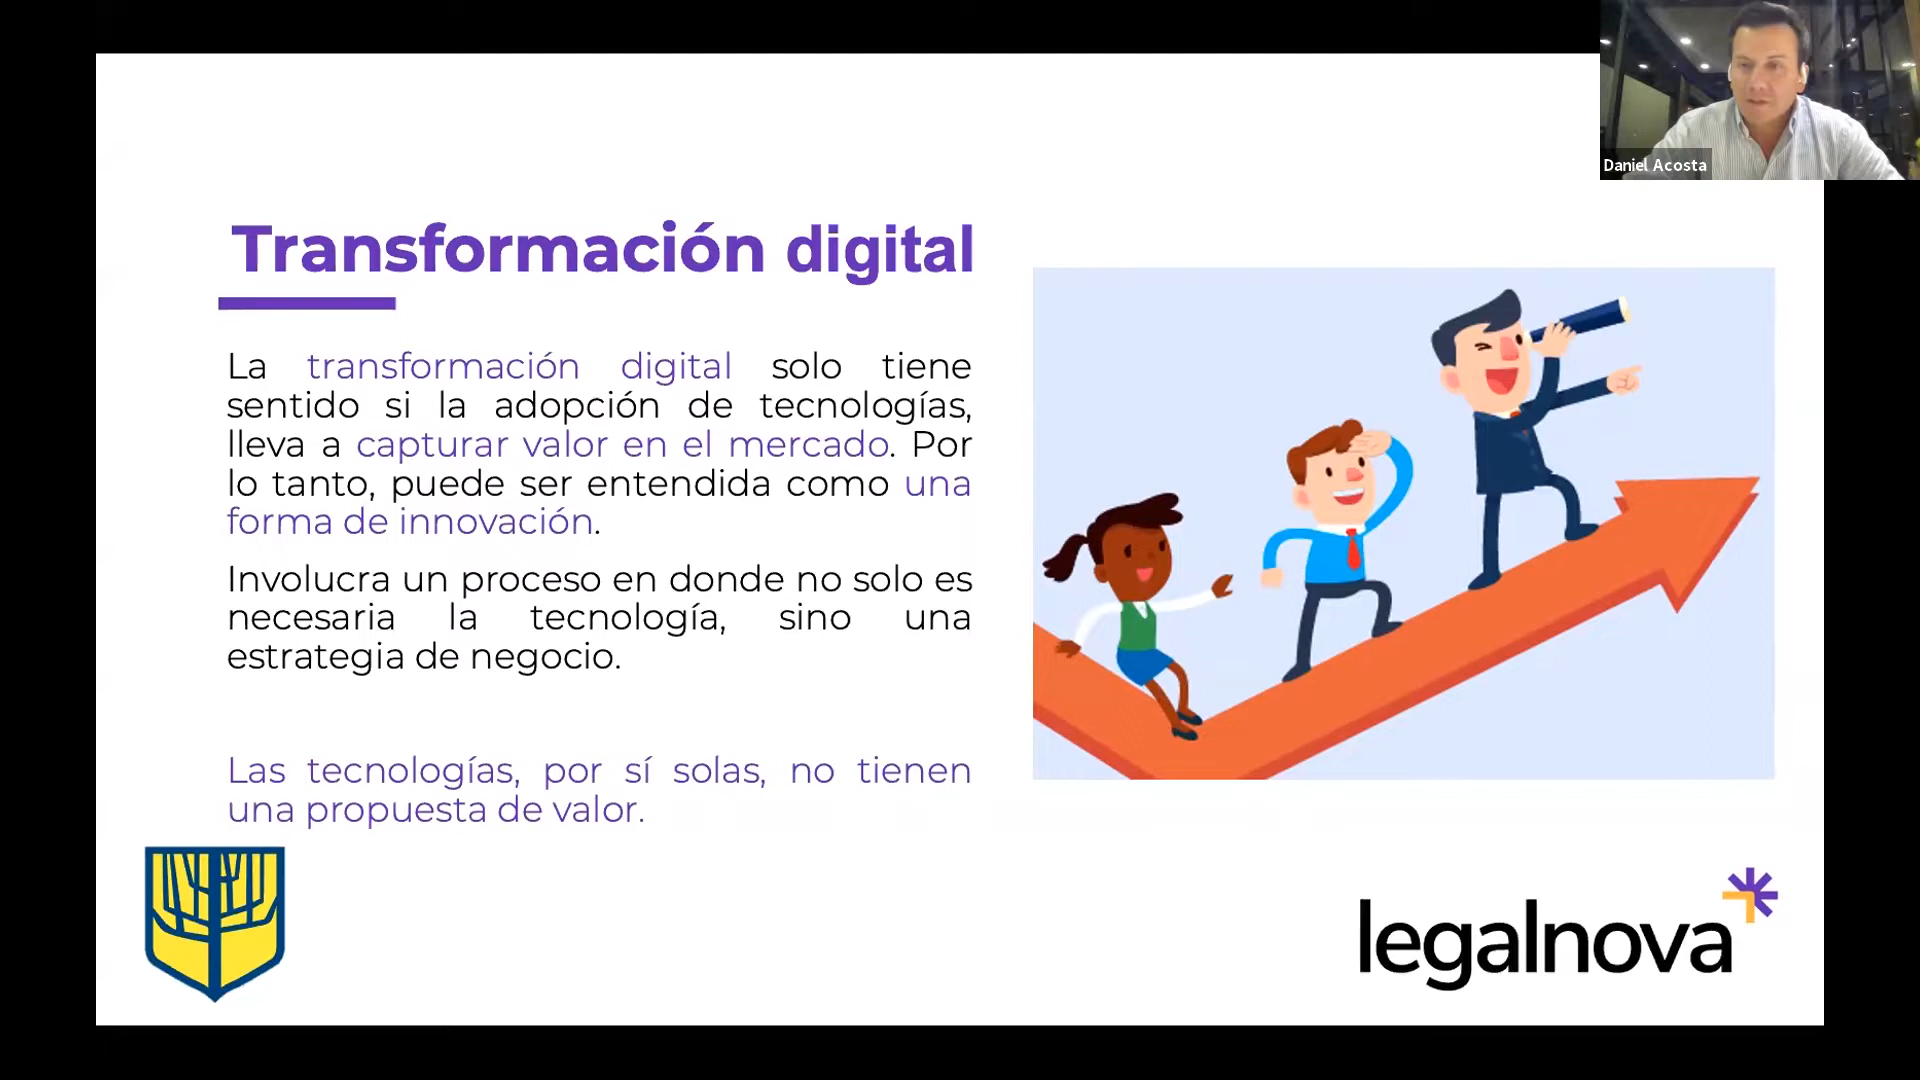 Daniel Acosta
Transformación digital
La transformación digital solo tiene
sentido si la adopción de tecnologías,
lleva a capturar valor en el mercado. Por
lo tanto, puede ser entendida como una
forma de innovación.
Involucra un proceso en donde no solo es
necesaria la tecnología, sino una
estrategia de negocio.
Las tecnologías, por sí solas, no tienen
una propuesta de valor.
legalnova